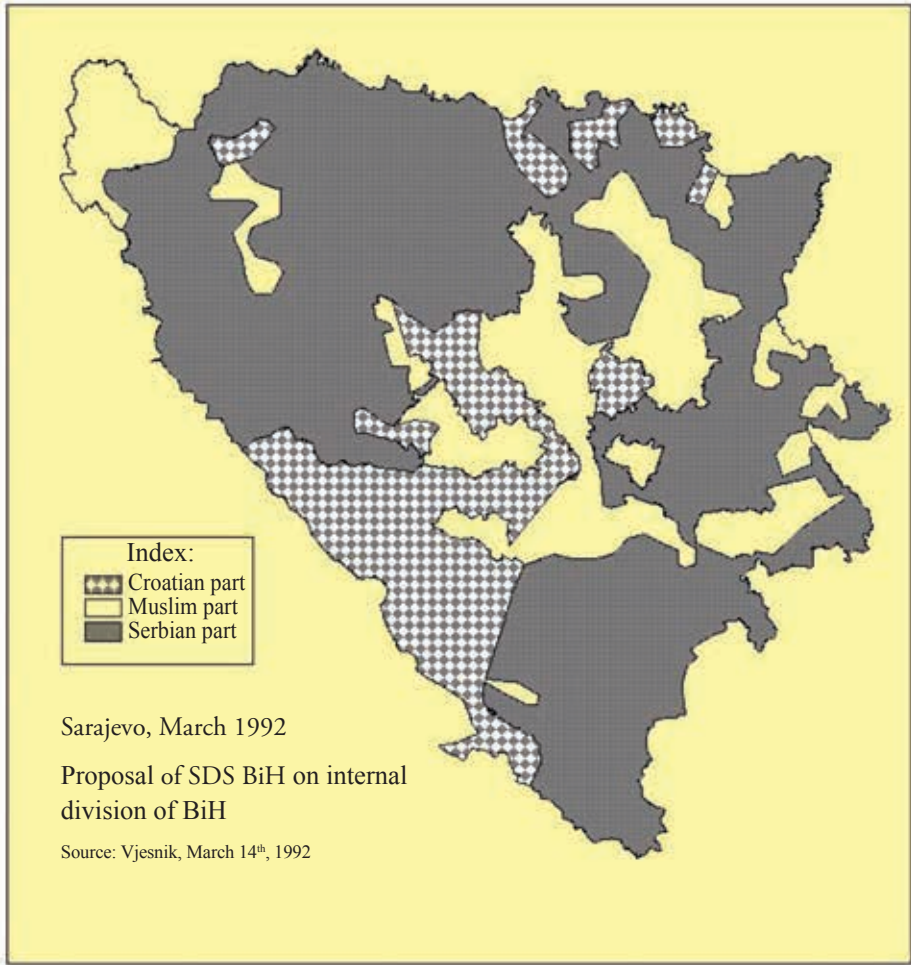 Index:
Croatian part
Muslim part
Serbian part
Sarajevo, March 1992
Proposal of SDS BiH on internal
division of BiH
Source: Vjesnik, March 14th, 1992